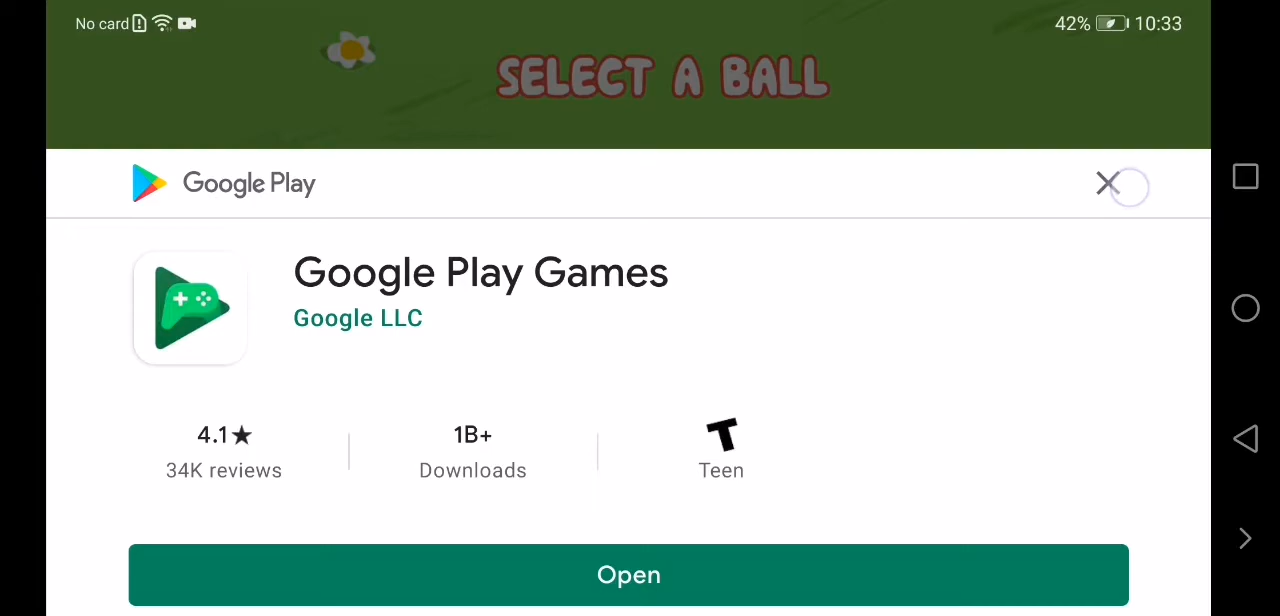 No card
42% 10:33
SELECT A BALL
Google Play
Google Play Games
Google LLC
4.1★ 1B+ T
34K reviews Downloads Teen
Open